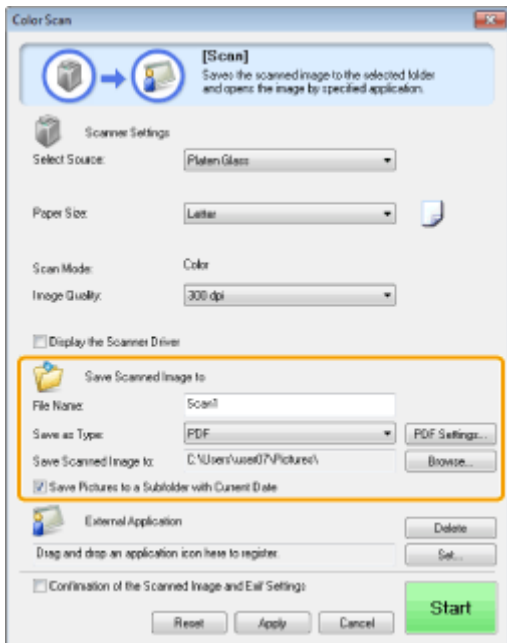 Color Scan
[Scan]
Saves the scanned image to the selected folder
and opens the image by specified application.
Scanner Settings
Select Source: Platen Glass
Paper Size: Letter
Scan Mode: Color
Image Quality: 300 dpi
Display the Scanner Driver
Save Scanned Image to
File Name: Scan1
Save as Type: PDF PDF Settings...
Save Scanned Image to: C:\Users\user07\Pictures\ Browse...
Save Pictures to a Subfolder with Current Date
External Application Delete
Drag and drop an application icon here to register. Set...
Confirmation of the Scanned Image and Exif Settings
Reset Apply Cancel Start